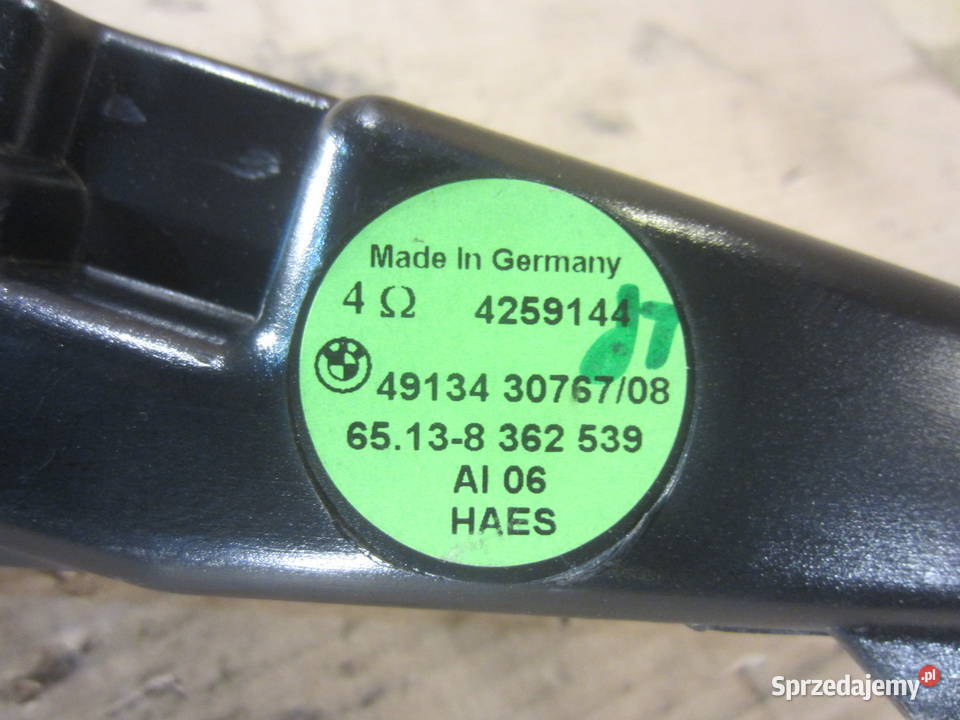 Made In Germany
4 Ω 4259144
49134 30767/08
65.13-8 362 539
AI 06
HAES
Sprzedajemy.pl